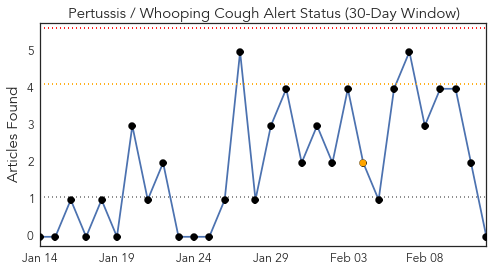 Pertussis / Whooping Cough Alert Status (30-Day Window)
Articles Found
5
4
3
2
1
0
Jan 14 Jan 19 Jan 24 Jan 29 Feb 03 Feb 08